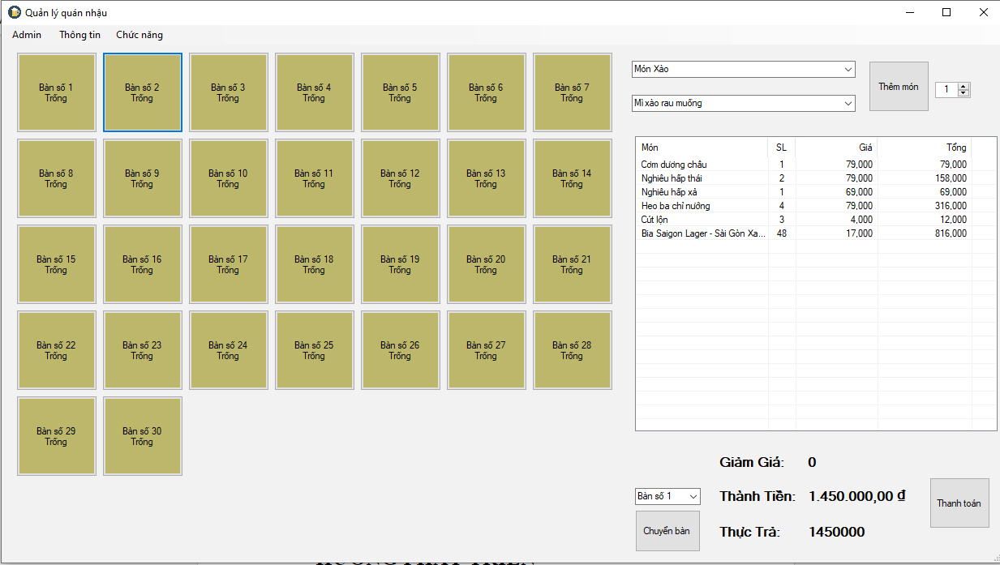 Quản lý quán nhậu
Admin Thông tin Chức năng
Bàn số 1
Trống
Bàn số 2
Trống
Bàn số 3
Trống
Bàn số 4
Trống
Bàn số 5
Trống
Bàn số 6
Trống
Bàn số 7
Trống
Bàn số 8
Trống
Bàn số 9
Trống
Bàn số 10
Trống
Bàn số 11
Trống
Bàn số 12
Trống
Bàn số 13
Trống
Bàn số 14
Trống
Bàn số 15
Trống
Bàn số 16
Trống
Bàn số 17
Trống
Bàn số 18
Trống
Bàn số 19
Trống
Bàn số 20
Trống
Bàn số 21
Trống
Bàn số 22
Trống
Bàn số 23
Trống
Bàn số 24
Trống
Bàn số 25
Trống
Bàn số 26
Trống
Bàn số 27
Trống
Bàn số 28
Trống
Bàn số 29
Trống
Bàn số 30
Trống
Món Xào
Mì xào rau muống
Thêm món
1
Món SL Giá Tổng
Cơm dương châu 1 79,000 79,000
Nghiêu hấp thái 2 79,000 158,000
Nghiêu hấp xả 1 69,000 69,000
Heo ba chỉ nướng 4 79,000 316,000
Cút lộn 3 4,000 12,000
Bia Saigon Lager - Sài Gòn Xa... 48 17,000 816,000
Giảm Giá: 0
Bàn số 1
Thành Tiền: 1.450.000,00 ₫
Chuyển bàn
Thực Trả: 1450000
Thanh toán